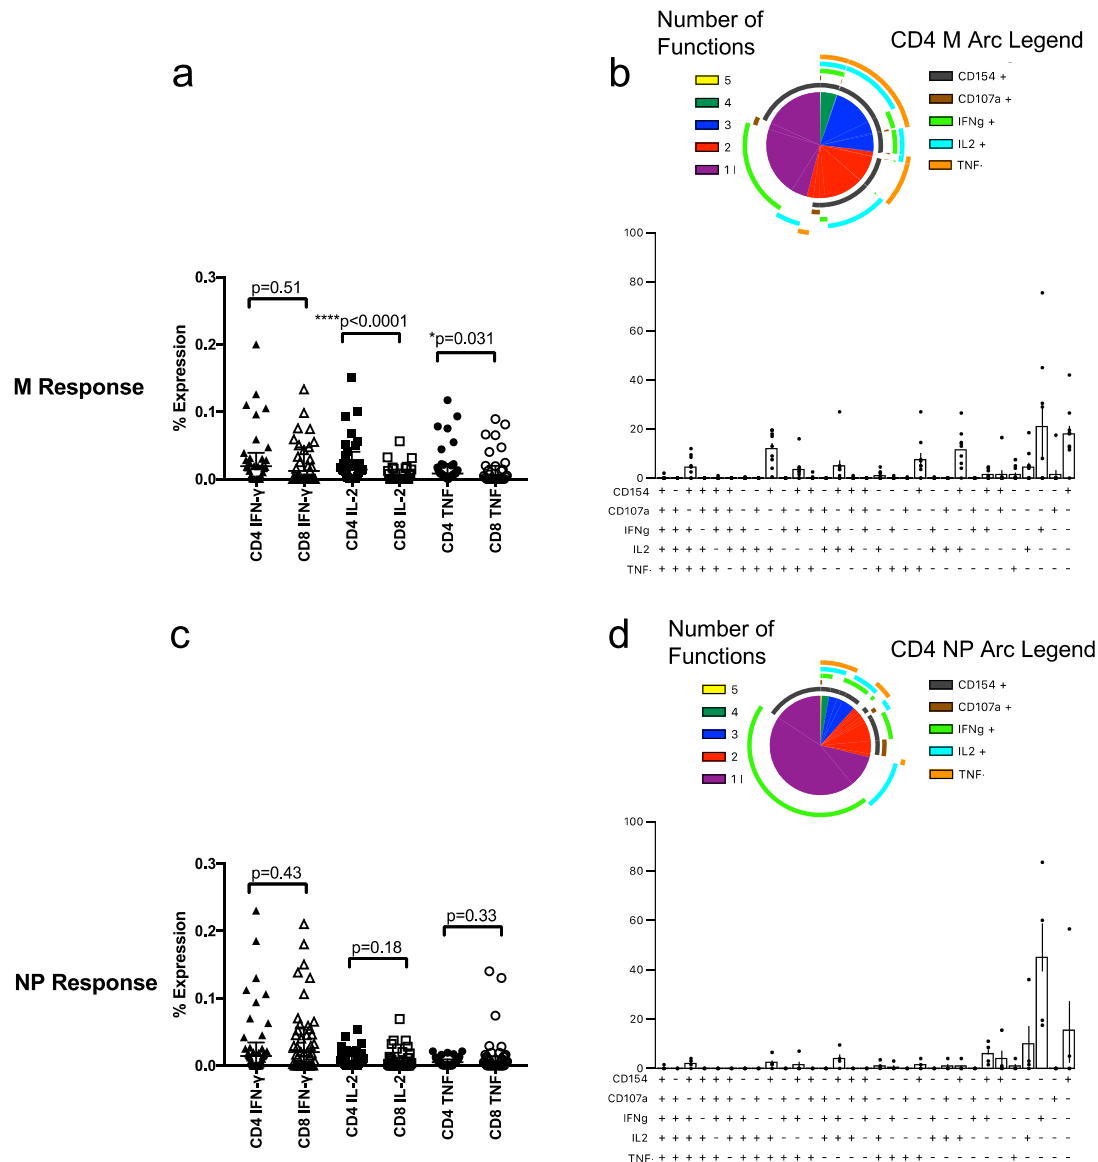 a
M Response
% Expression
0.3
0.2
0.1
0.0
p=0.51
****p<0.0001
*p=0.031
CD4 IFN-γ
CD8 IFN-γ
CD4 IL-2
CD8 IL-2
CD4 TNF
CD8 TNF
b
Number of
Functions
5
4
3
2
1 I
CD4 M Arc Legend
CD154 +
CD107a +
IFNg +
IL2 +
TNF·
100
80
60
40
20
0
CD154
CD107a
IFNg
IL2
TNF·
c
NP Response
% Expression
0.3
0.2
0.1
0.0
p=0.43
p=0.18
p=0.33
CD4 IFN-γ
CD8 IFN-γ
CD4 IL-2
CD8 IL-2
CD4 TNF
CD8 TNF
d
Number of
Functions
5
4
3
2
1 I
CD4 NP Arc Legend
CD154 +
CD107a +
IFNg +
IL2 +
TNF·
100
80
60
40
20
0
CD154
CD107a
IFNg
IL2
TNF·